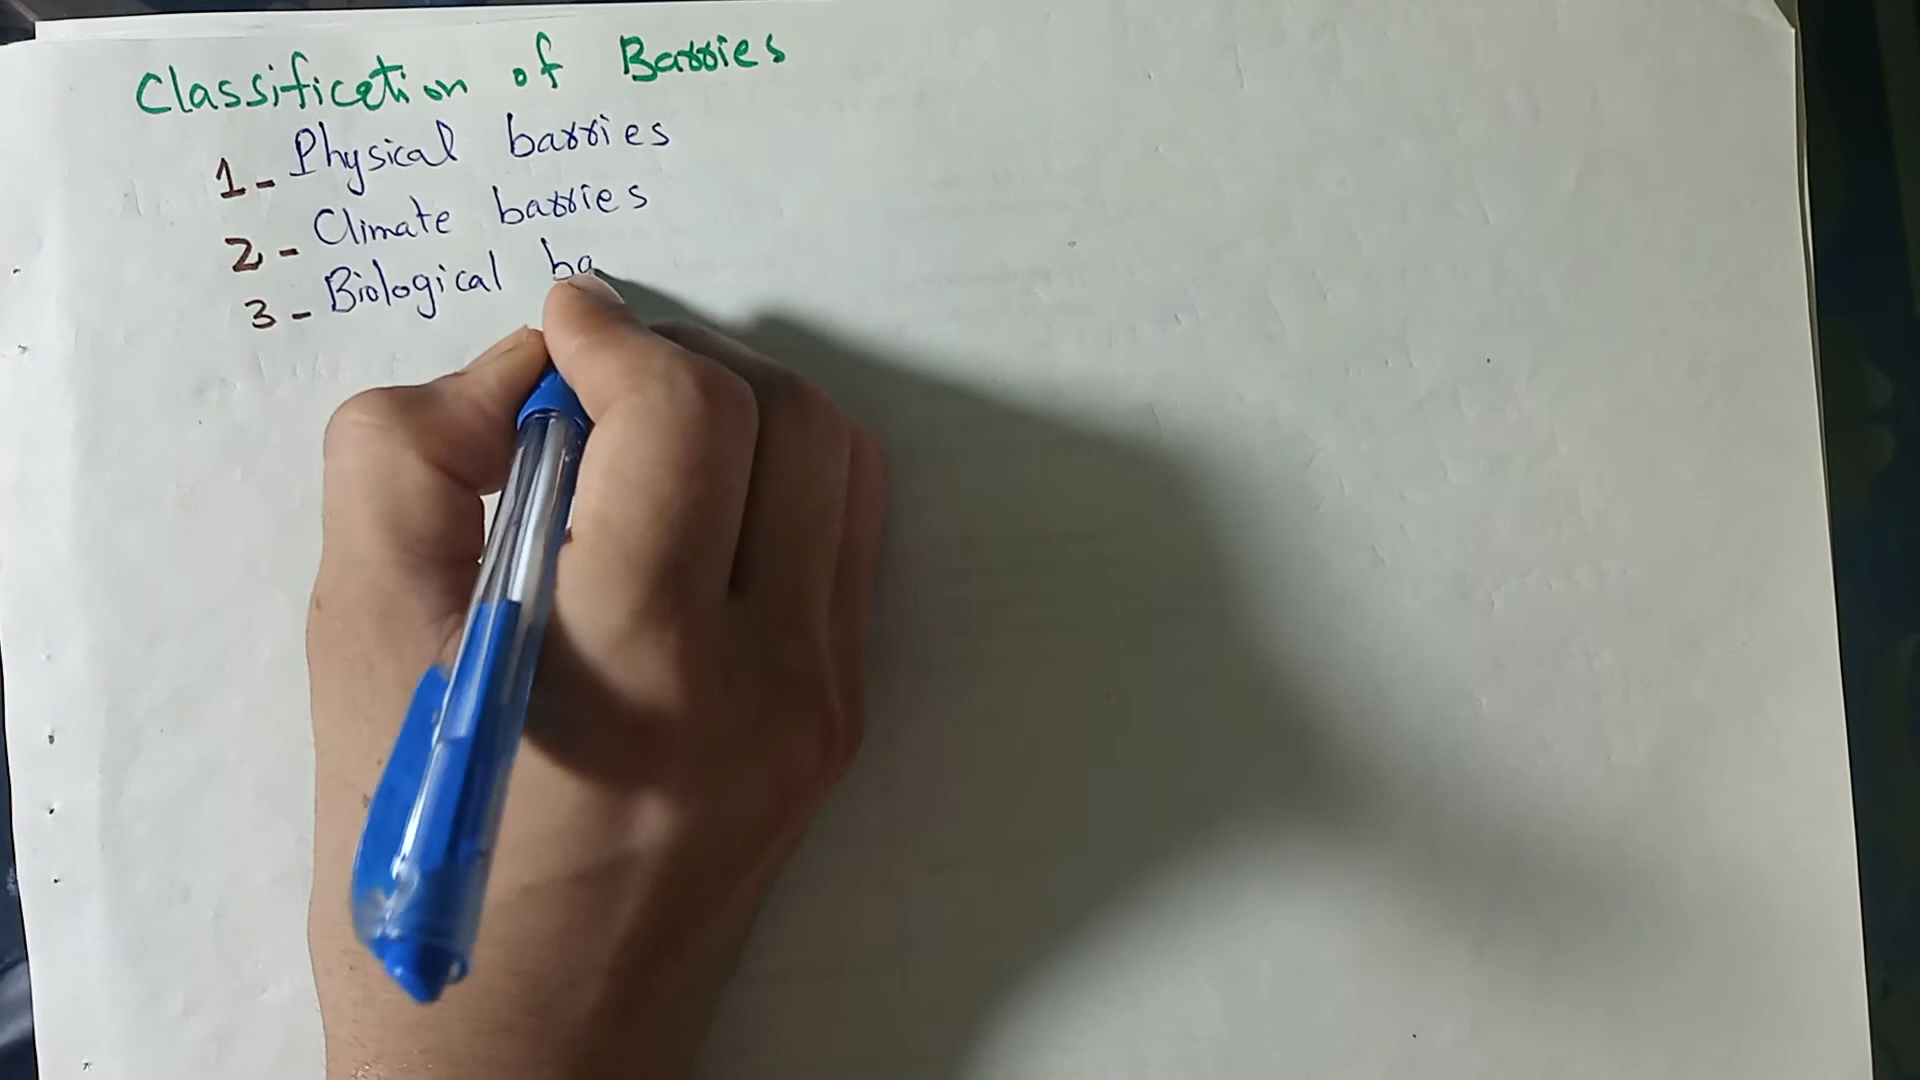 Classification of Barries
1- Physical barries
2- Climate barries
3- Biological ba